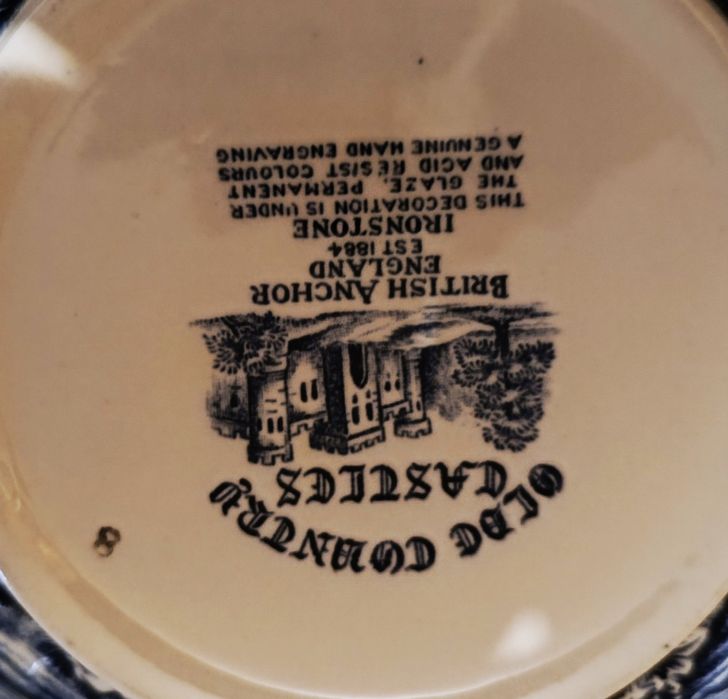 OLDE COUNTRY
CASTLES
BRITISH ANCHOR
ENGLAND
EST 1884
IRONSTONE
THIS DECORATION IS UNDER
THE GLAZE, PERMANENT
AND ACID RESIST COLOURS
A GENUINE HAND ENGRAVING
8